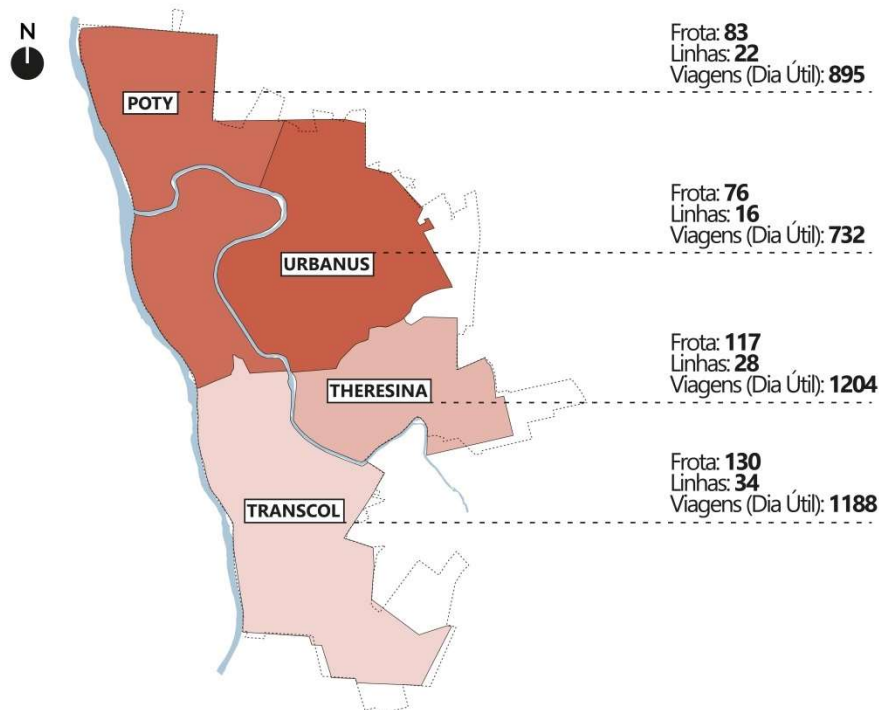 N
Frota: 83
Linhas: 22
Viagens (Dia Útil): 895
POTY
Frota: 76
Linhas: 16
Viagens (Dia Útil): 732
URBANUS
Frota: 117
Linhas: 28
Viagens (Dia Útil): 1204
THERESINA
Frota: 130
Linhas: 34
Viagens (Dia Útil): 1188
TRANSCOL